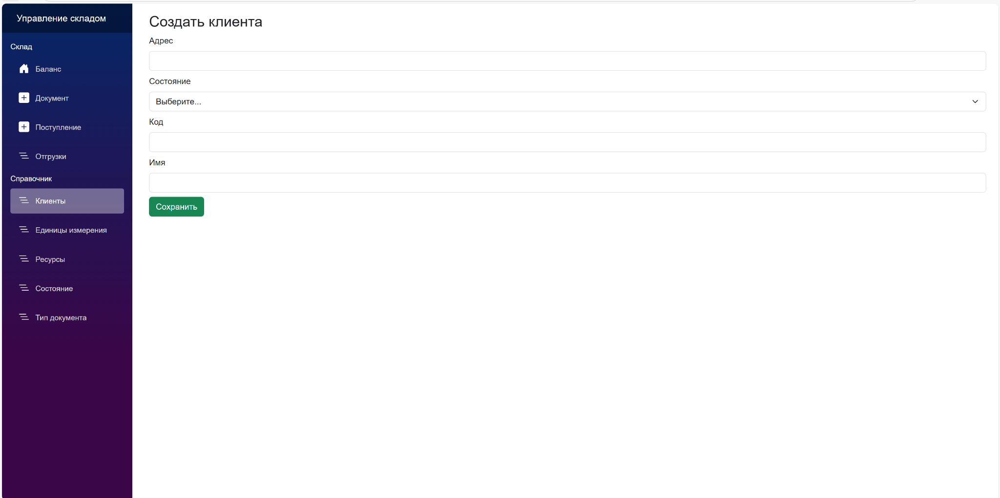 Управление складом
Склад
Баланс
Документ
Поступление
Отгрузки
Справочник
Клиенты
Единицы измерения
Ресурсы
Состояние
Тип документа
Создать клиента
Адрес
Состояние
Выберите...
Код
Имя
Сохранить